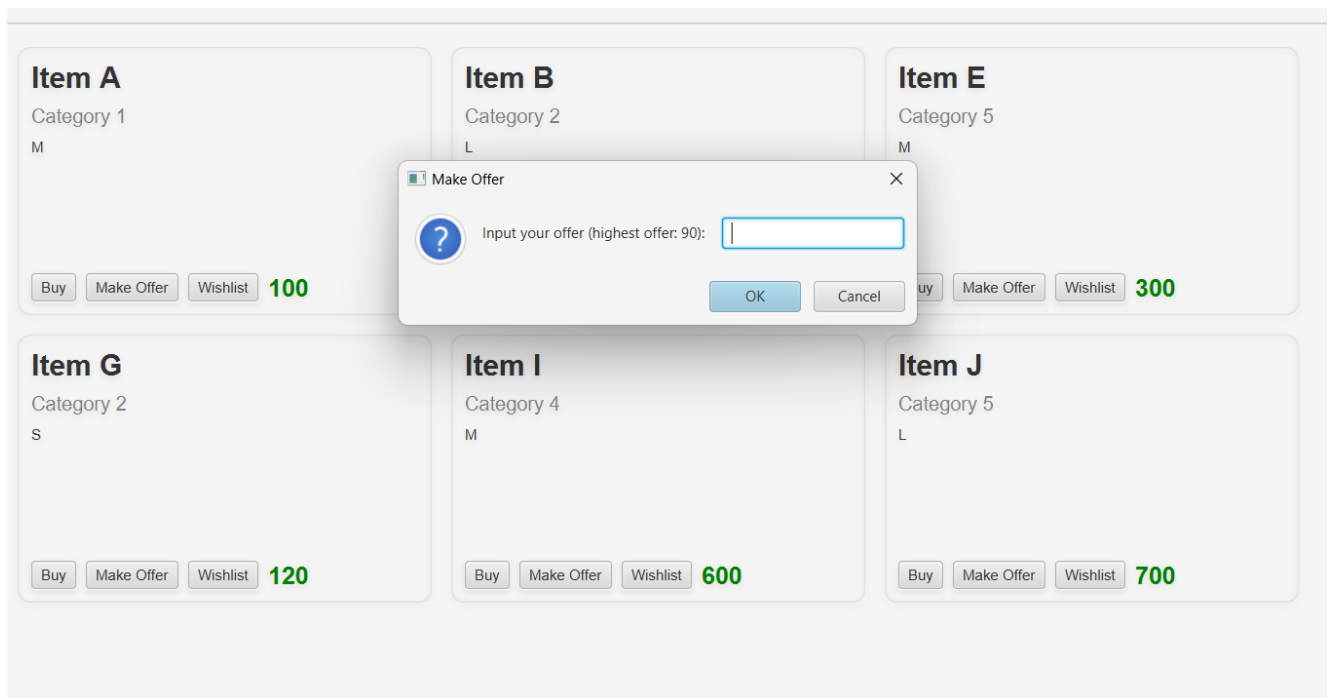 Item A
Category 1
M
Buy Make Offer Wishlist 100
Item B
Category 2
L
Item E
Category 5
M
Make Offer Wishlist 300
Make Offer
Input your offer (highest offer: 90):
OK Cancel
Item G
Category 2
S
Buy Make Offer Wishlist 120
Item I
Category 4
M
Buy Make Offer Wishlist 600
Item J
Category 5
L
Buy Make Offer Wishlist 700